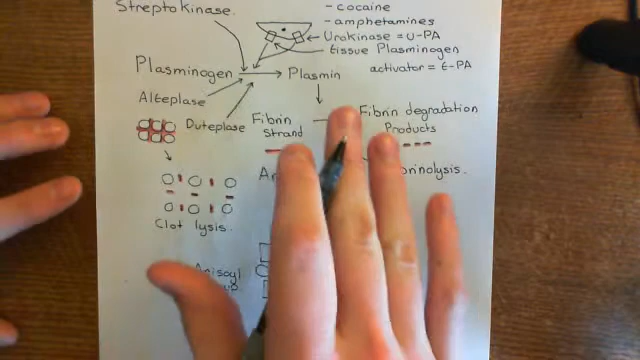 Streptokinase.
- cocaine
- amphetamines
Urokinase = U-PA
tissue Plasminogen
activator = t-PA
Plasminogen
Plasmin
Alteplase
Duteplase
Fibrin
Strand
Fibrin degradation
Products
Clot lysis.